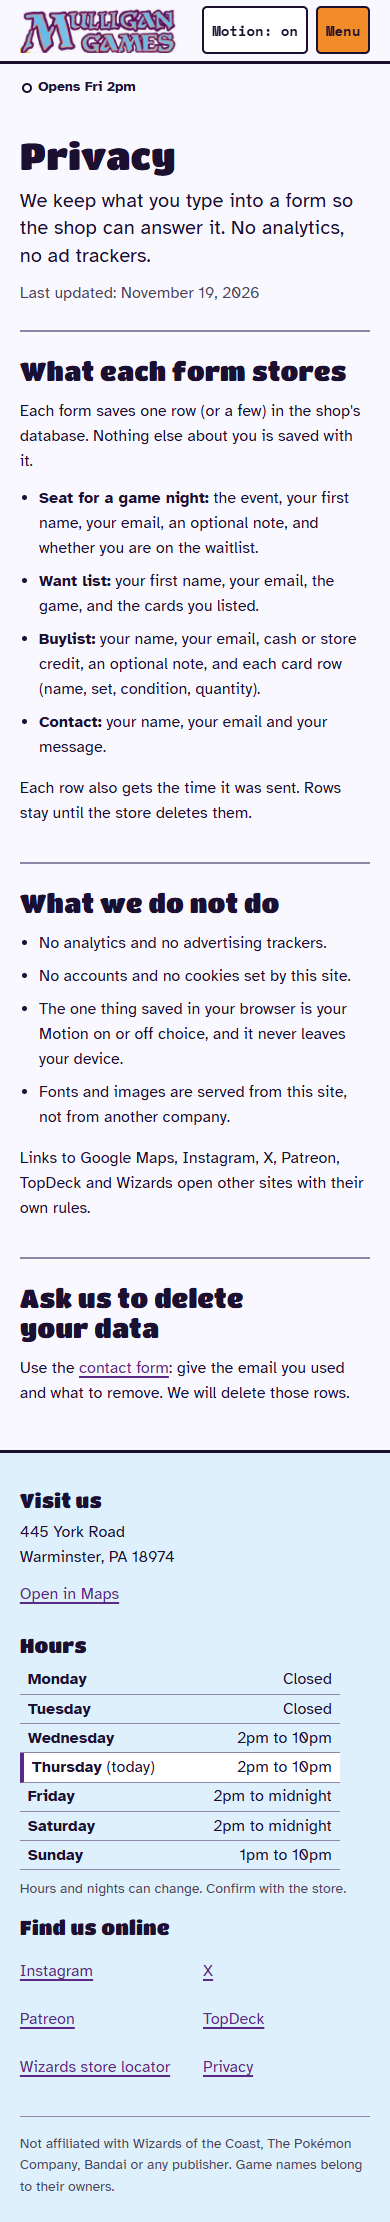 MULLIGAN
GAMES
Motion: on
Menu
Opens Fri 2pm
Privacy
We keep what you type into a form so
the shop can answer it. No analytics,
no ad trackers.
Last updated: November 19, 2026
What each form stores
Each form saves one row (or a few) in the shop's
database. Nothing else about you is saved with
it.
• Seat for a game night: the event, your first
name, your email, an optional note, and
whether you are on the waitlist.
• Want list: your first name, your email, the
game, and the cards you listed.
• Buylist: your name, your email, cash or store
credit, an optional note, and each card row
(name, set, condition, quantity).
• Contact: your name, your email and your
message.
Each row also gets the time it was sent. Rows
stay until the store deletes them.
What we do not do
• No analytics and no advertising trackers.
• No accounts and no cookies set by this site.
• The one thing saved in your browser is your
Motion on or off choice, and it never leaves
your device.
• Fonts and images are served from this site,
not from another company.
Links to Google Maps, Instagram, X, Patreon,
TopDeck and Wizards open other sites with their
own rules.
Ask us to delete
your data
Use the contact form: give the email you used
and what to remove. We will delete those rows.
Visit us
445 York Road
Warminster, PA 18974
Open in Maps
Hours
Monday Closed
Tuesday Closed
Wednesday 2pm to 10pm
Thursday (today) 2pm to 10pm
Friday 2pm to midnight
Saturday 2pm to midnight
Sunday 1pm to 10pm
Hours and nights can change. Confirm with the store.
Find us online
Instagram X
Patreon TopDeck
Wizards store locator Privacy
Not affiliated with Wizards of the Coast, The Pokémon
Company, Bandai or any publisher. Game names belong
to their owners.